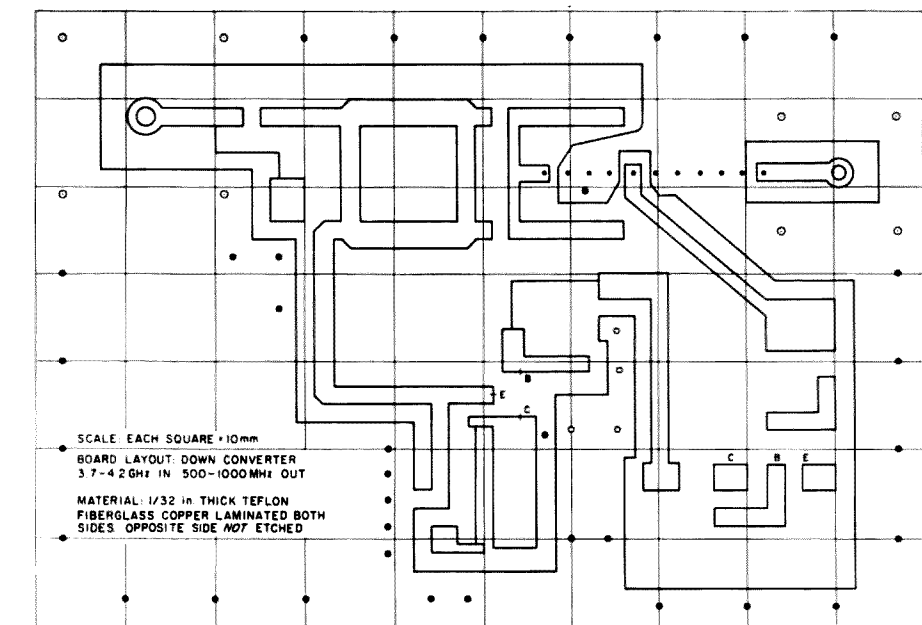 B
E
C
C B E
SCALE: EACH SQUARE = 10mm
BOARD LAYOUT: DOWN CONVERTER
3.7-4.2GHz IN 500-1000MHz OUT
MATERIAL: 1/32 in. THICK TEFLON
FIBERGLASS COPPER LAMINATED BOTH
SIDES. OPPOSITE SIDE NOT ETCHED